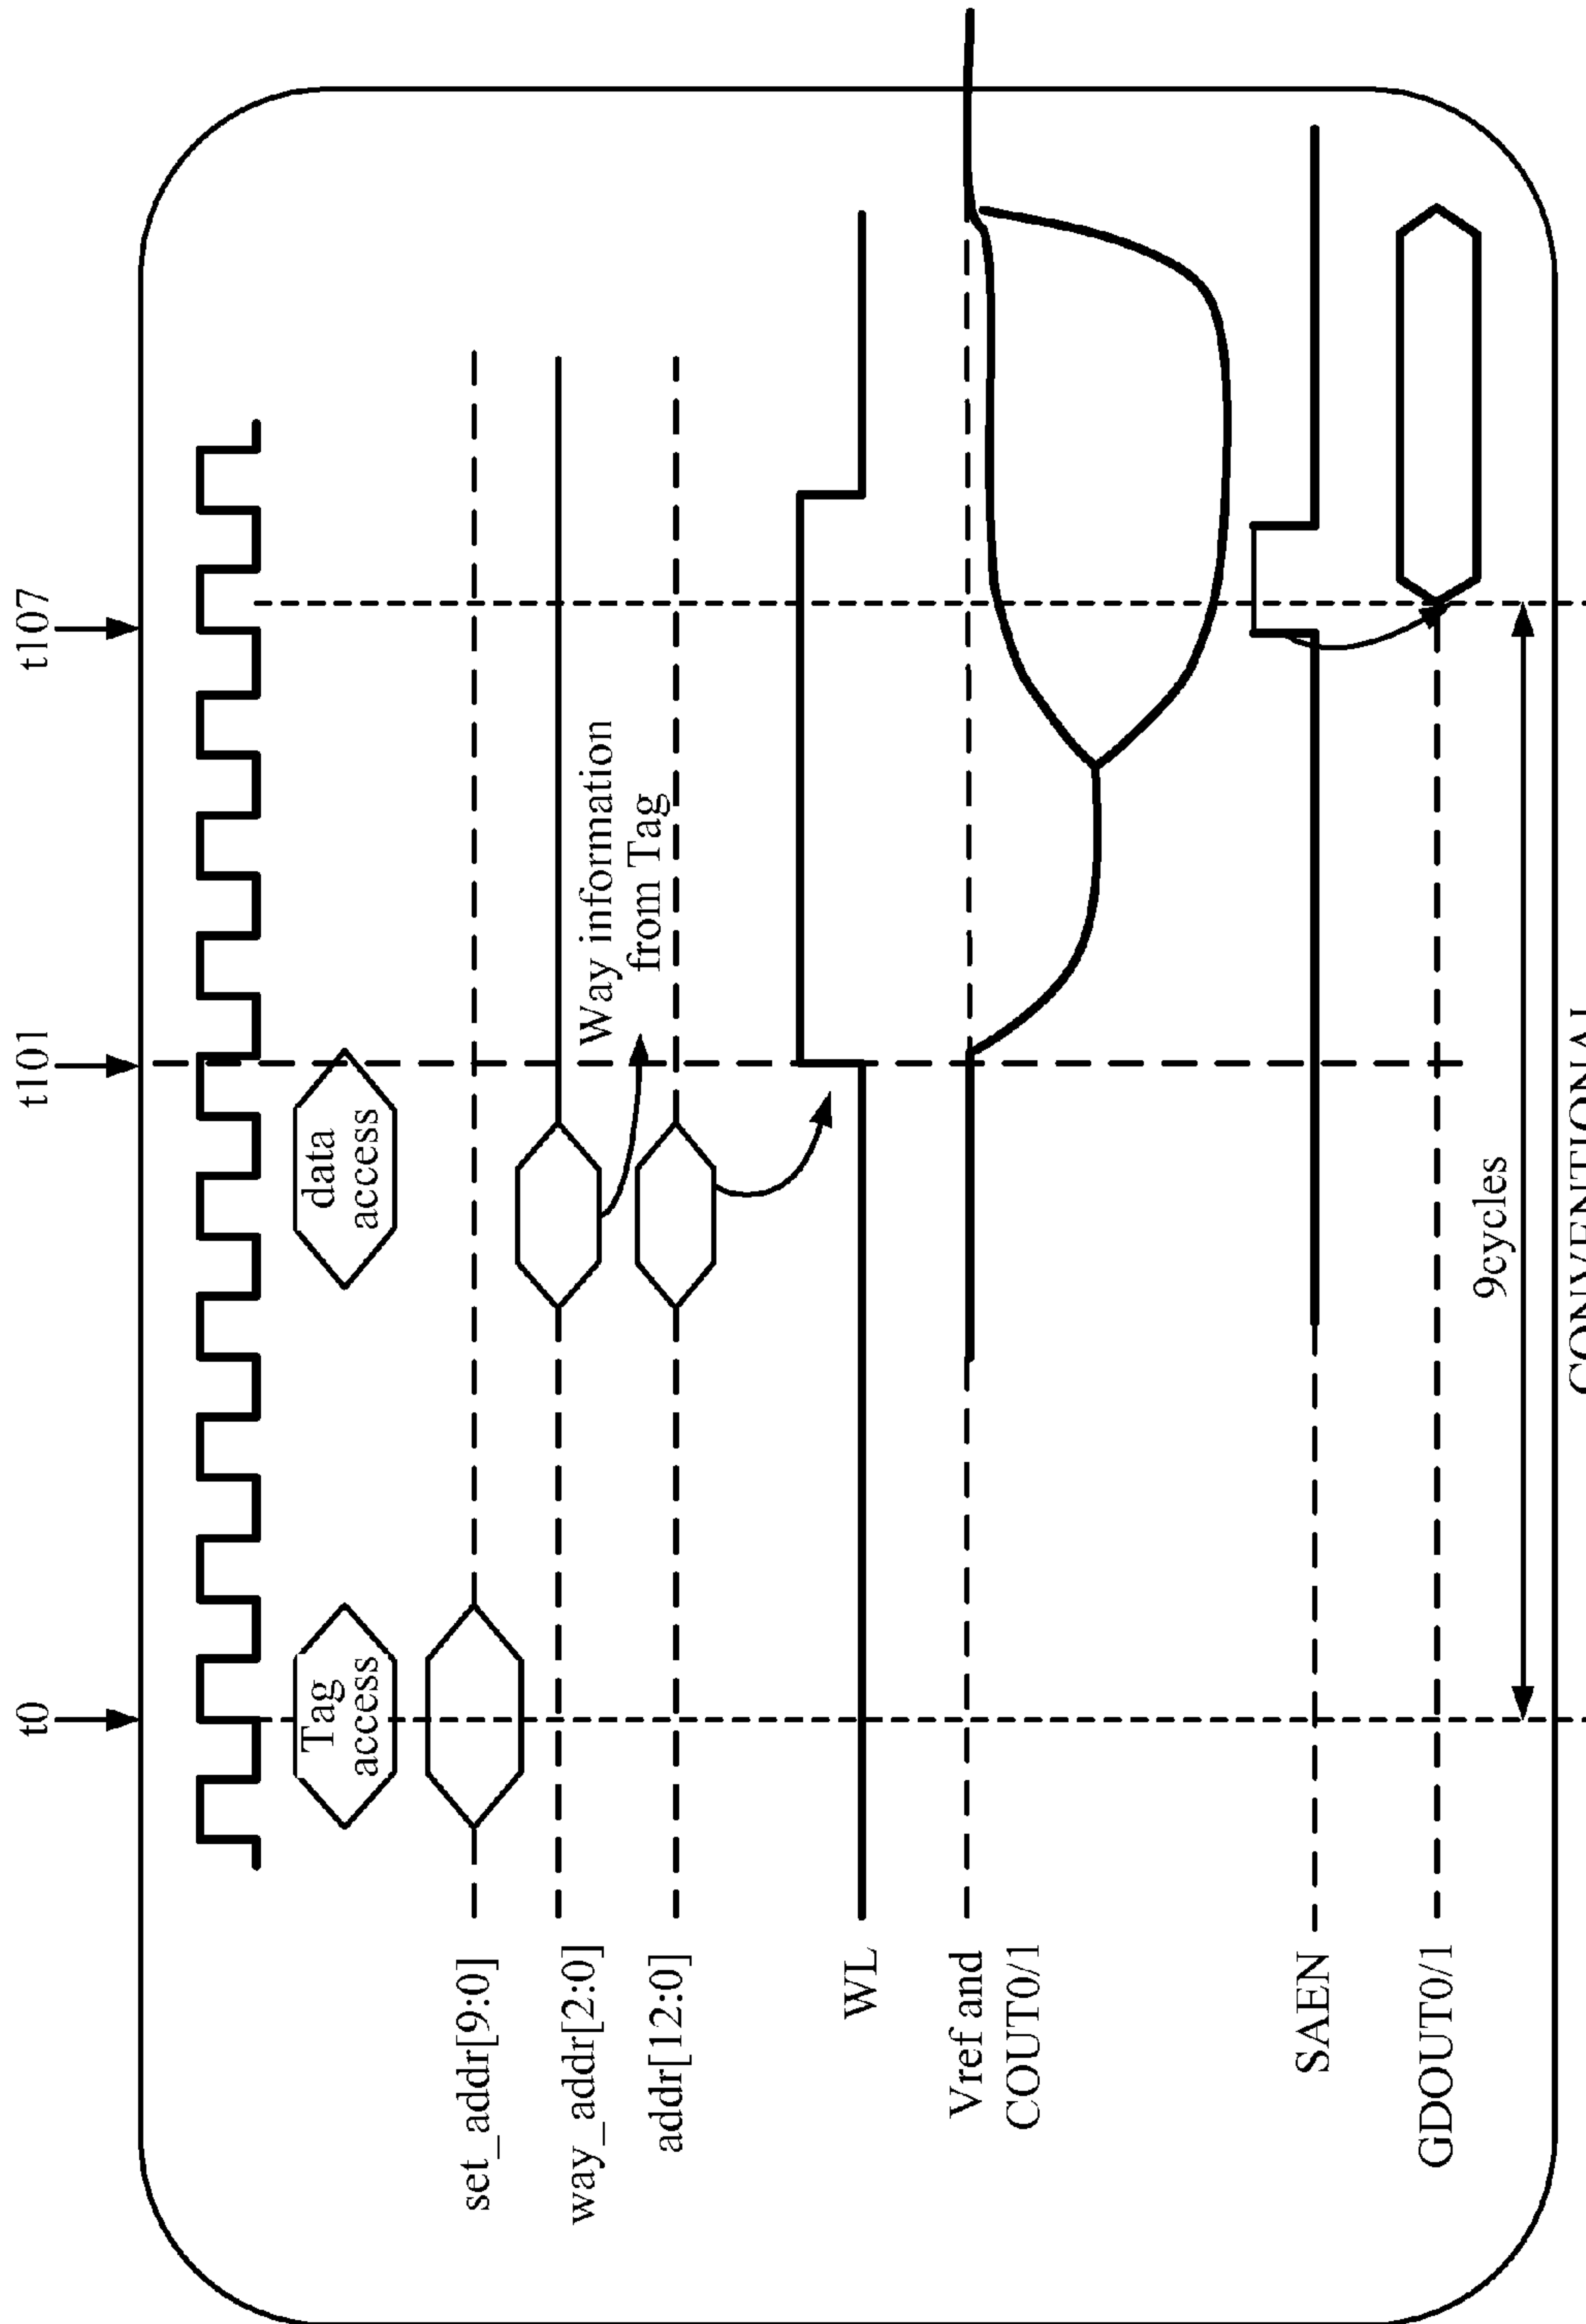 t0
t101
t107
Tag
access
data
access
set_addr[9:0]
way_addr[2:0]
Way information
from Tag
addr[12:0]
WL
Vref and
COUT0/1
SAEN
GDOUT0/1
9cycles
CONVENTIONAL